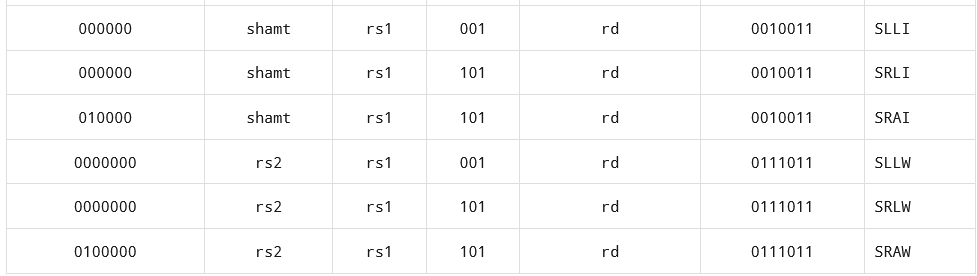 000000 shamt rs1 001 rd 0010011 SLLI
000000 shamt rs1 101 rd 0010011 SRLI
010000 shamt rs1 101 rd 0010011 SRAI
0000000 rs2 rs1 001 rd 0111011 SLLW
0000000 rs2 rs1 101 rd 0111011 SRLW
0100000 rs2 rs1 101 rd 0111011 SRAW